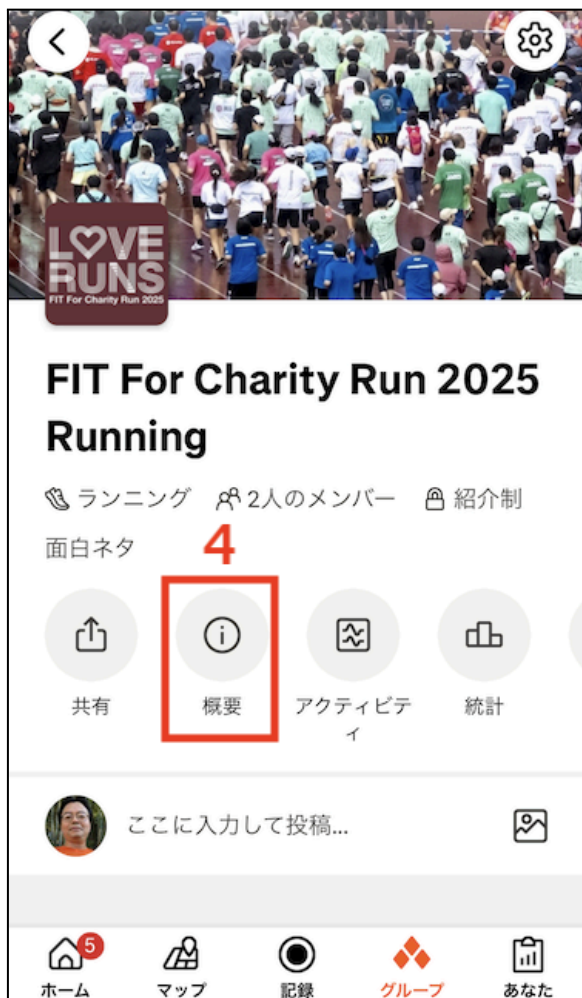 LOVE
RUNS
FIT For Charity Run 2025
FIT For Charity Run 2025
Running
ランニング 2人のメンバー 紹介制
面白ネタ
4
共有 概要 アクティビティ 統計
ここに入力して投稿...
5
ホーム マップ 記録 グループ あなた